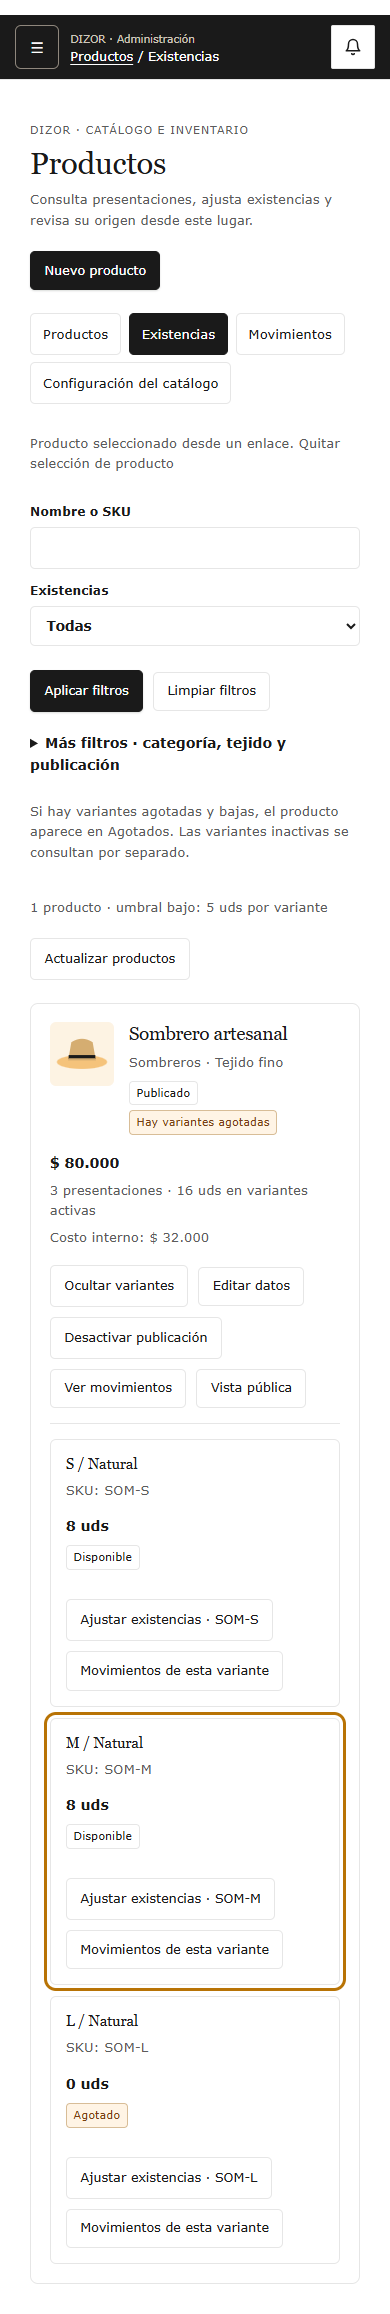 ☰
DIZOR · Administración
Productos / Existencias
DIZOR · CATÁLOGO E INVENTARIO
Productos
Consulta presentaciones, ajusta existencias y
revisa su origen desde este lugar.
Nuevo producto
Productos
Existencias
Movimientos
Configuración del catálogo
Producto seleccionado desde un enlace. Quitar
selección de producto
Nombre o SKU
Existencias
Todas
Aplicar filtros
Limpiar filtros
Más filtros · categoría, tejido y
publicación
Si hay variantes agotadas y bajas, el producto
aparece en Agotados. Las variantes inactivas se
consultan por separado.
1 producto · umbral bajo: 5 uds por variante
Actualizar productos
Sombrero artesanal
Sombreros · Tejido fino
Publicado
Hay variantes agotadas
$ 80.000
3 presentaciones · 16 uds en variantes
activas
Costo interno: $ 32.000
Ocultar variantes
Editar datos
Desactivar publicación
Ver movimientos
Vista pública
S / Natural
SKU: SOM-S
8 uds
Disponible
Ajustar existencias · SOM-S
Movimientos de esta variante
M / Natural
SKU: SOM-M
8 uds
Disponible
Ajustar existencias · SOM-M
Movimientos de esta variante
L / Natural
SKU: SOM-L
0 uds
Agotado
Ajustar existencias · SOM-L
Movimientos de esta variante